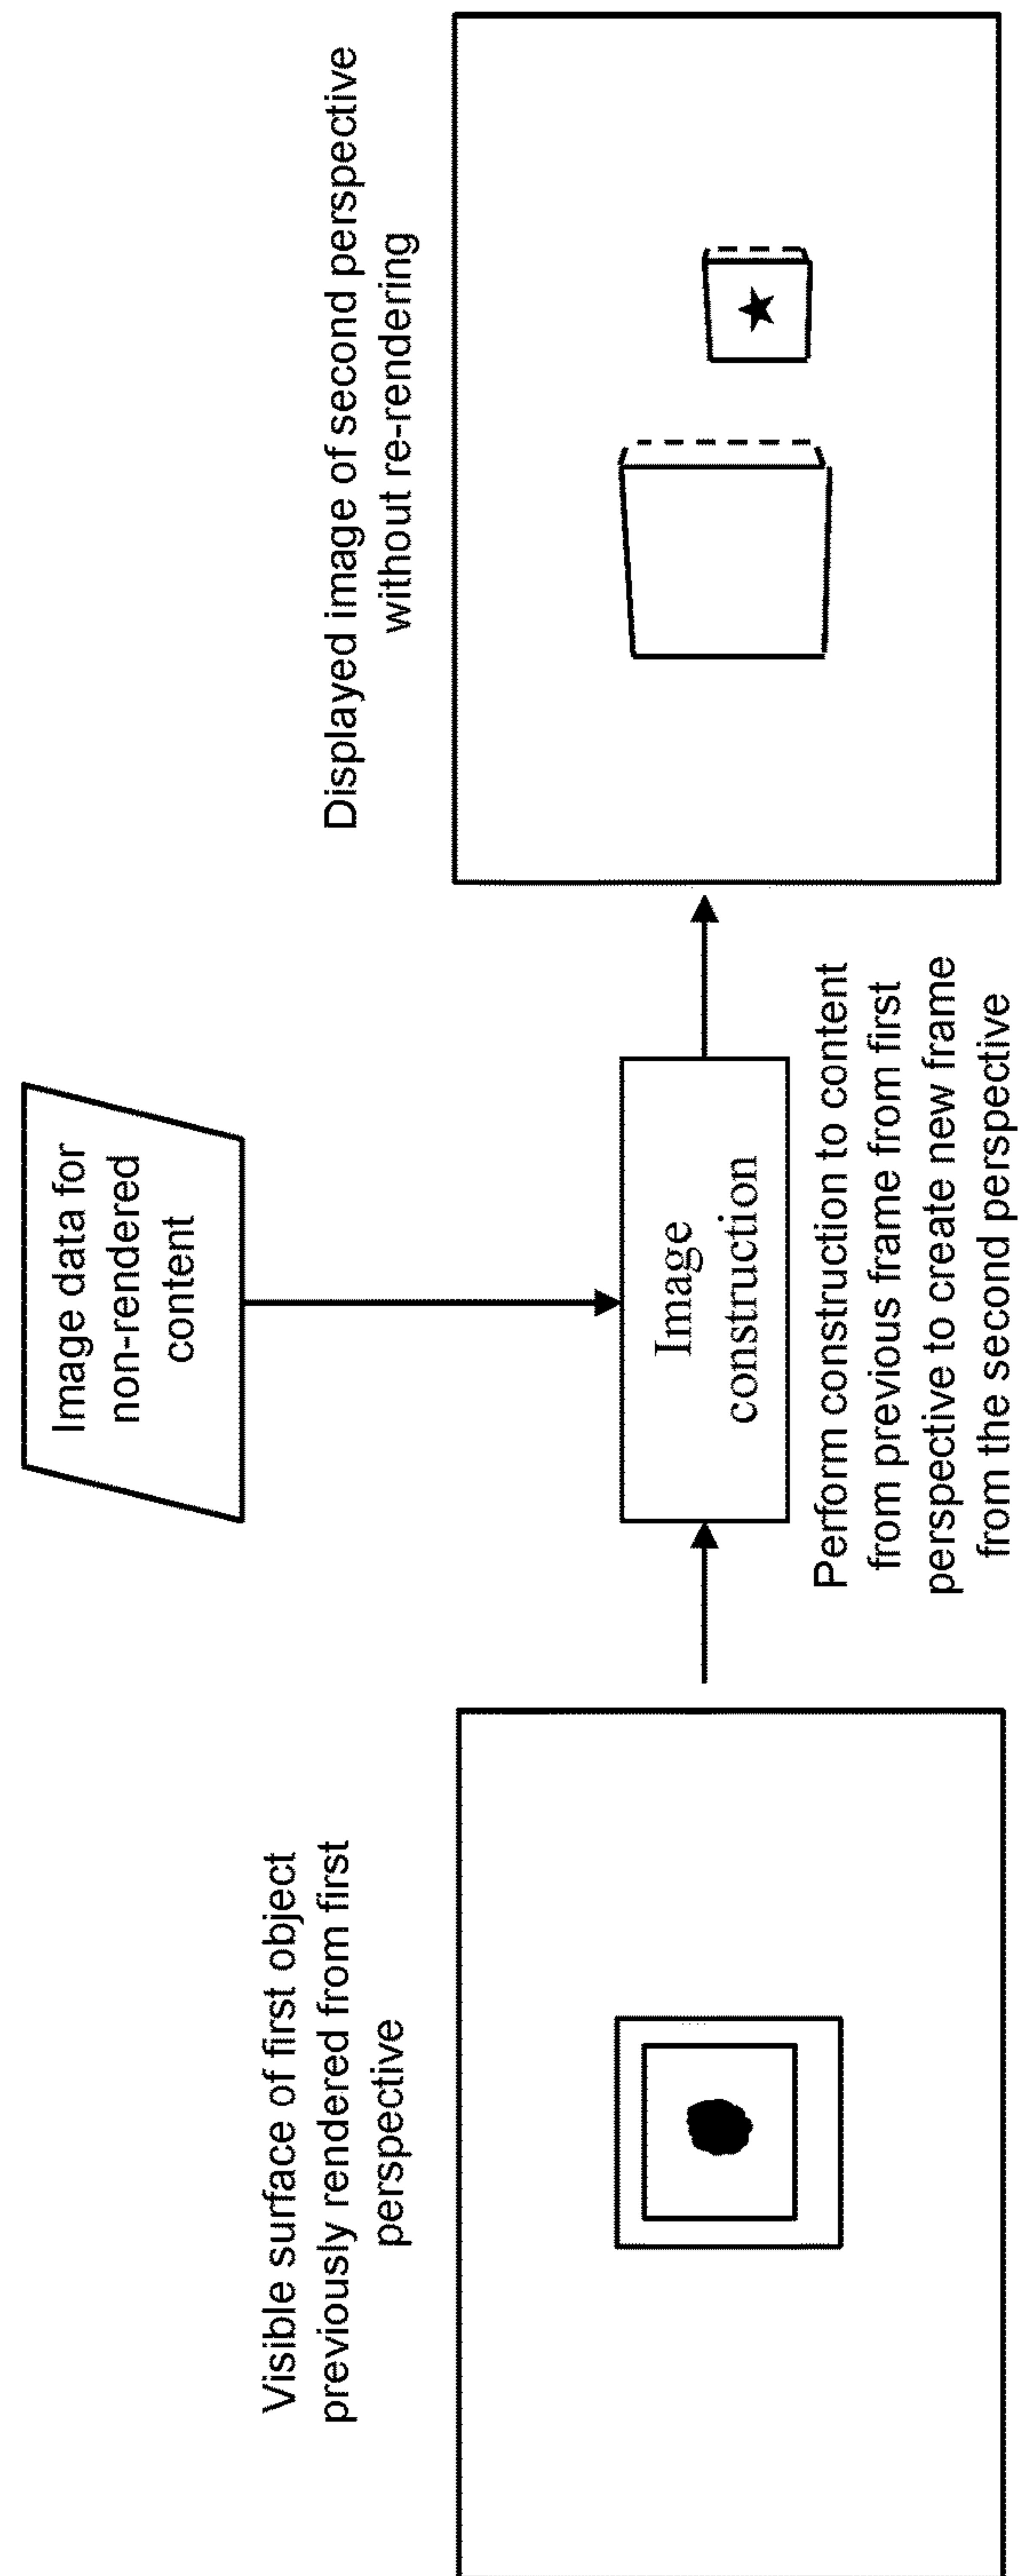 Visible surface of first object
previously rendered from first
perspective
Image data for
non-rendered
content
Image
construction
Perform construction to content
from previous frame from first
perspective to create new frame
from the second perspective
Displayed image of second perspective
without re-rendering